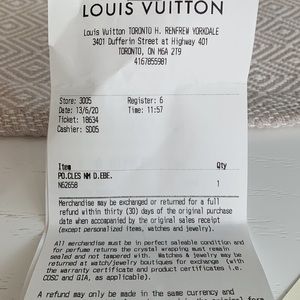 LOUIS VUITTON
Louis Vuitton TORONTO H. RENFREW YORKDALE
3401 Dufferin Street at Highway 401
TORONTO, ON M6A 2T9
4167855981
Store: 3005 Register: 6
Date: 13/6/20 Time: 11:57
Ticket: 18634
Cashier: SD05
Item Qty
PO.CLES NM D.EBE.
N62658 1
Merchandise may be exchanged or returned for a full
refund within thirty (30) days of the original purchase
date when accompanied by the original sales receipt
(except personalized items, watches and jewelry).
All merchandise must be in perfect saleable condition and
for perfume returns the crystal wrapping must remain
sealed and not tampered with. Watches & jewelry may be
returned at watch/jewelry boutiques for exchange (with
the warranty certificate and product certificates i.e.
COSC and GIA, as applicable).
A refund may only be made in the same currency and